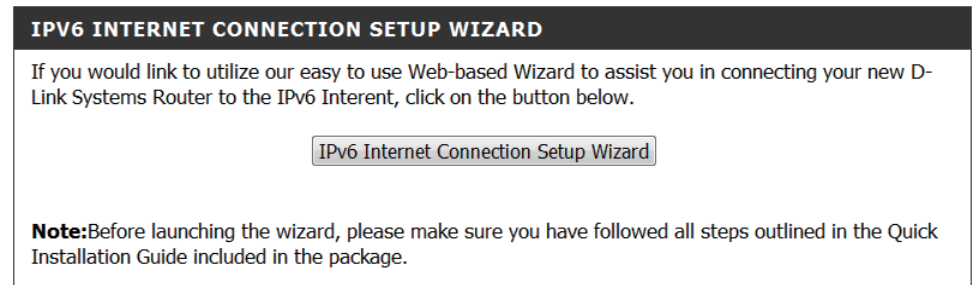 IPV6 INTERNET CONNECTION SETUP WIZARD
If you would link to utilize our easy to use Web-based Wizard to assist you in connecting your new D-
Link Systems Router to the IPv6 Interent, click on the button below.
IPv6 Internet Connection Setup Wizard
Note:Before launching the wizard, please make sure you have followed all steps outlined in the Quick
Installation Guide included in the package.